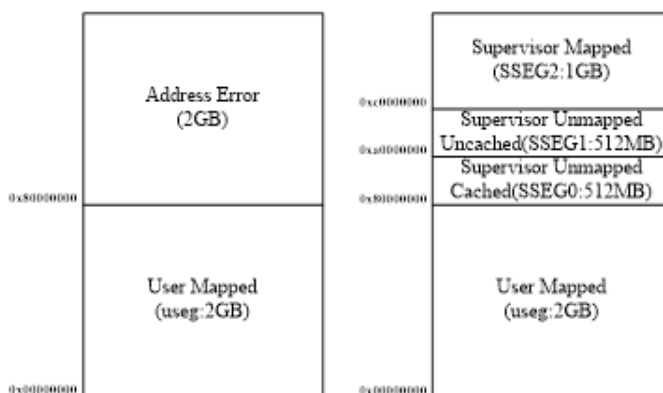 Address Error
(2GB)
0x80000000
User Mapped
(useg:2GB)
0x00000000
Supervisor Mapped
(SSEG2:1GB)
0xc0000000
Supervisor Unmapped
Uncached(SSEG1:512MB)
0xa0000000
Supervisor Unmapped
Cached(SSEG0:512MB)
0x80000000
User Mapped
(useg:2GB)
0x00000000